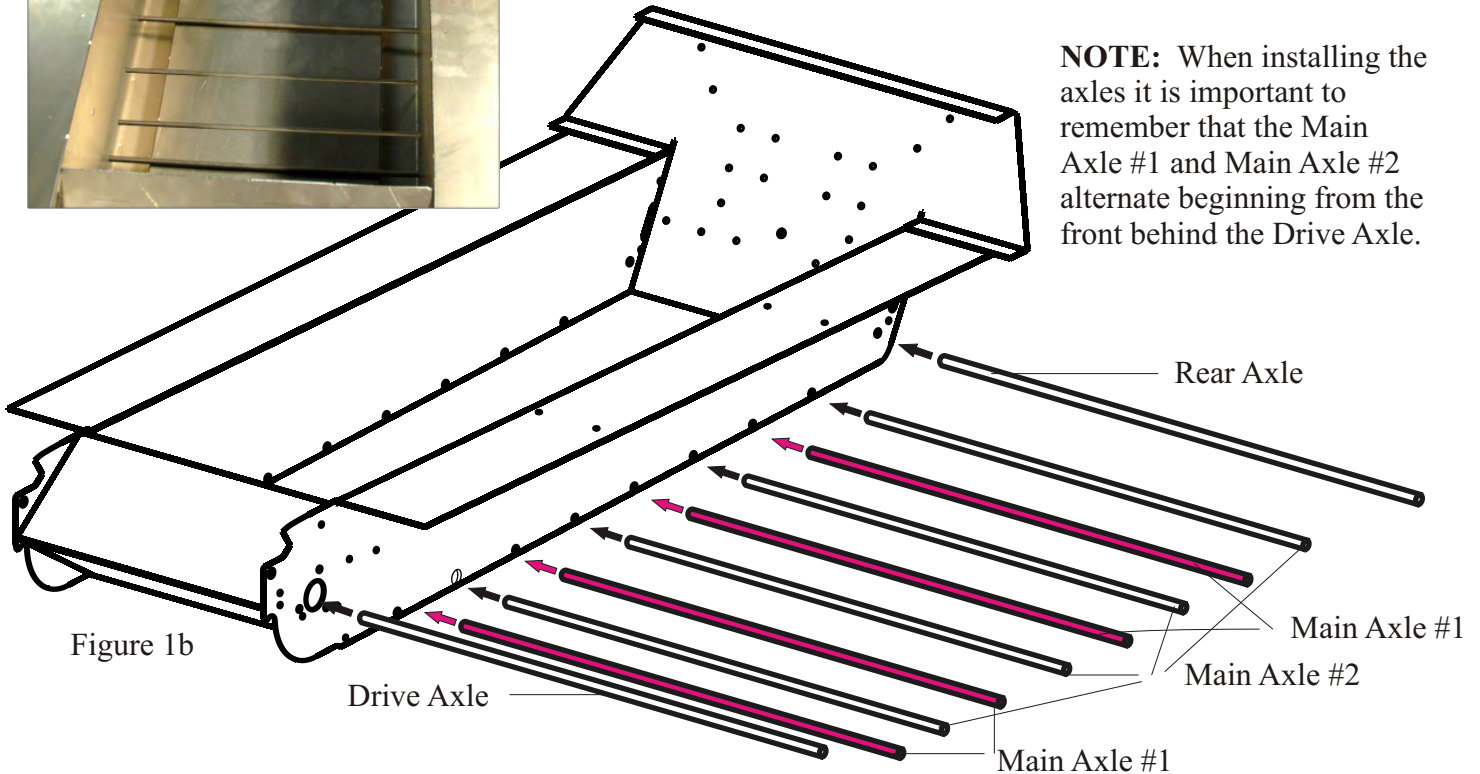 NOTE: When installing the
axles it is important to
remember that the Main
Axle #1 and Main Axle #2
alternate beginning from the
front behind the Drive Axle.
Rear Axle
Main Axle #1
Main Axle #2
Figure 1b
Drive Axle
Main Axle #1